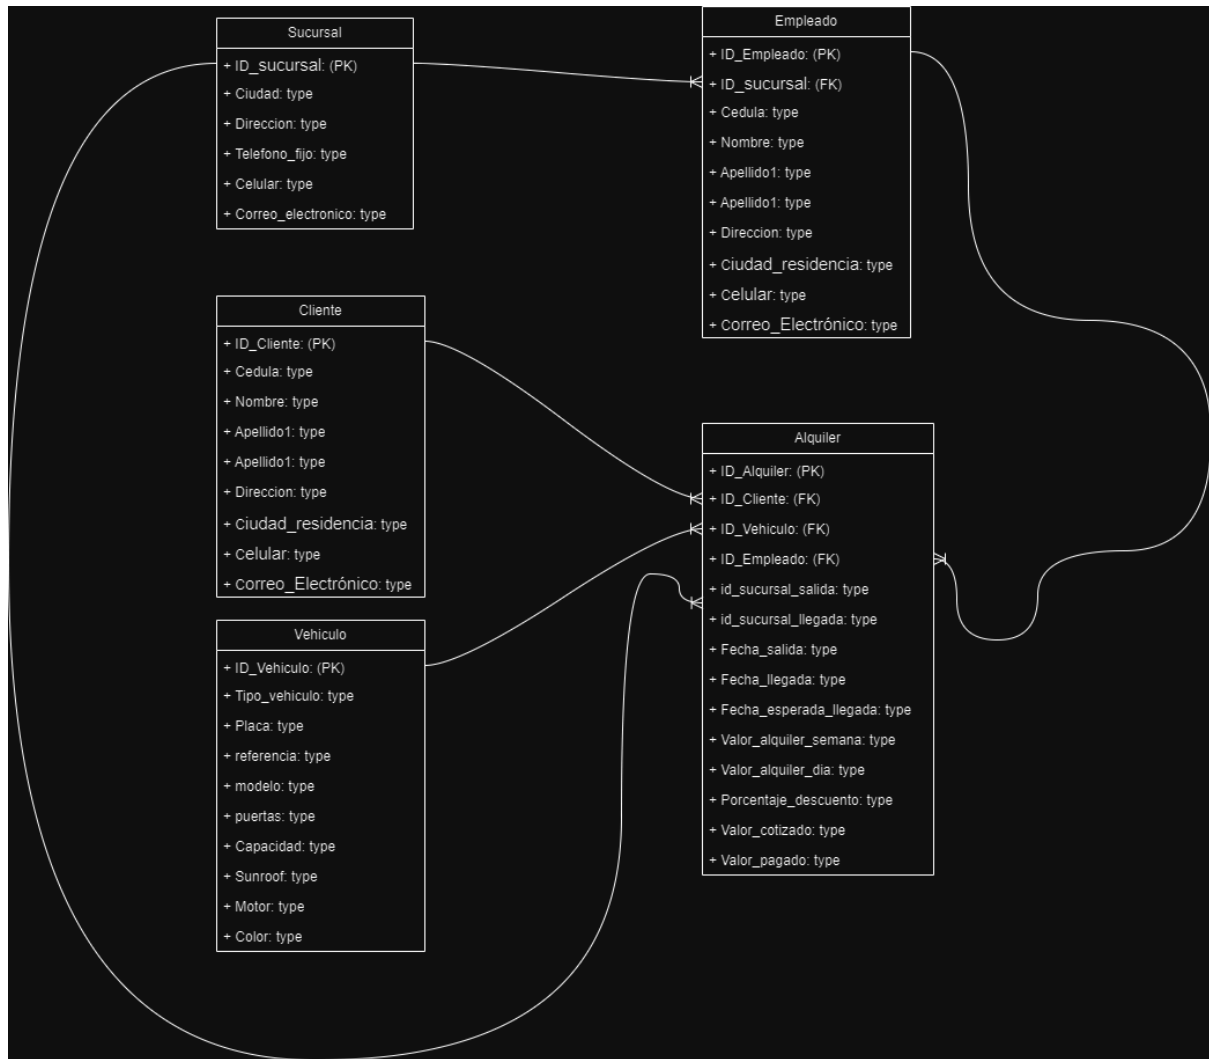 Sucursal
+ ID_sucursal: (PK)
+ Ciudad: type
+ Direccion: type
+ Telefono_fijo: type
+ Celular: type
+ Correo_electronico: type
Empleado
+ ID_Empleado: (PK)
+ ID_sucursal: (FK)
+ Cedula: type
+ Nombre: type
+ Apellido1: type
+ Apellido1: type
+ Direccion: type
+ Ciudad_residencia: type
+ Celular: type
+ Correo_Electrónico: type
Cliente
+ ID_Cliente: (PK)
+ Cedula: type
+ Nombre: type
+ Apellido1: type
+ Apellido1: type
+ Direccion: type
+ Ciudad_residencia: type
+ Celular: type
+ Correo_Electrónico: type
Alquiler
+ ID_Alquiler: (PK)
+ ID_Cliente: (FK)
+ ID_Vehiculo: (FK)
+ ID_Empleado: (FK)
+ id_sucursal_salida: type
+ id_sucursal_llegada: type
+ Fecha_salida: type
+ Fecha_llegada: type
+ Fecha_esperada_llegada: type
+ Valor_alquiler_semana: type
+ Valor_alquiler_dia: type
+ Porcentaje_descuento: type
+ Valor_cotizado: type
+ Valor_pagado: type
Vehiculo
+ ID_Vehiculo: (PK)
+ Tipo_vehiculo: type
+ Placa: type
+ referencia: type
+ modelo: type
+ puertas: type
+ Capacidad: type
+ Sunroof: type
+ Motor: type
+ Color: type